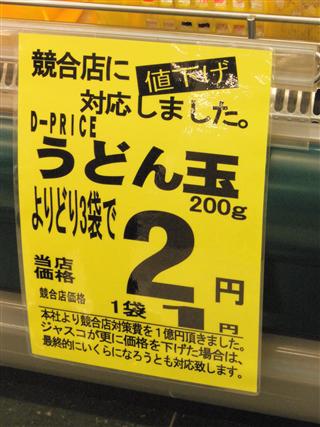 競合店に
値下げ
対応しました。
D-PRICE
うどん玉
200g
よりどり3袋で
当店
価格
2円
競合店価格
1袋
1円
本社より競合店対策費を1億円頂きました。
ジャスコが更に価格を下げた場合は、
最終的にいくらになろうとも対応致します。